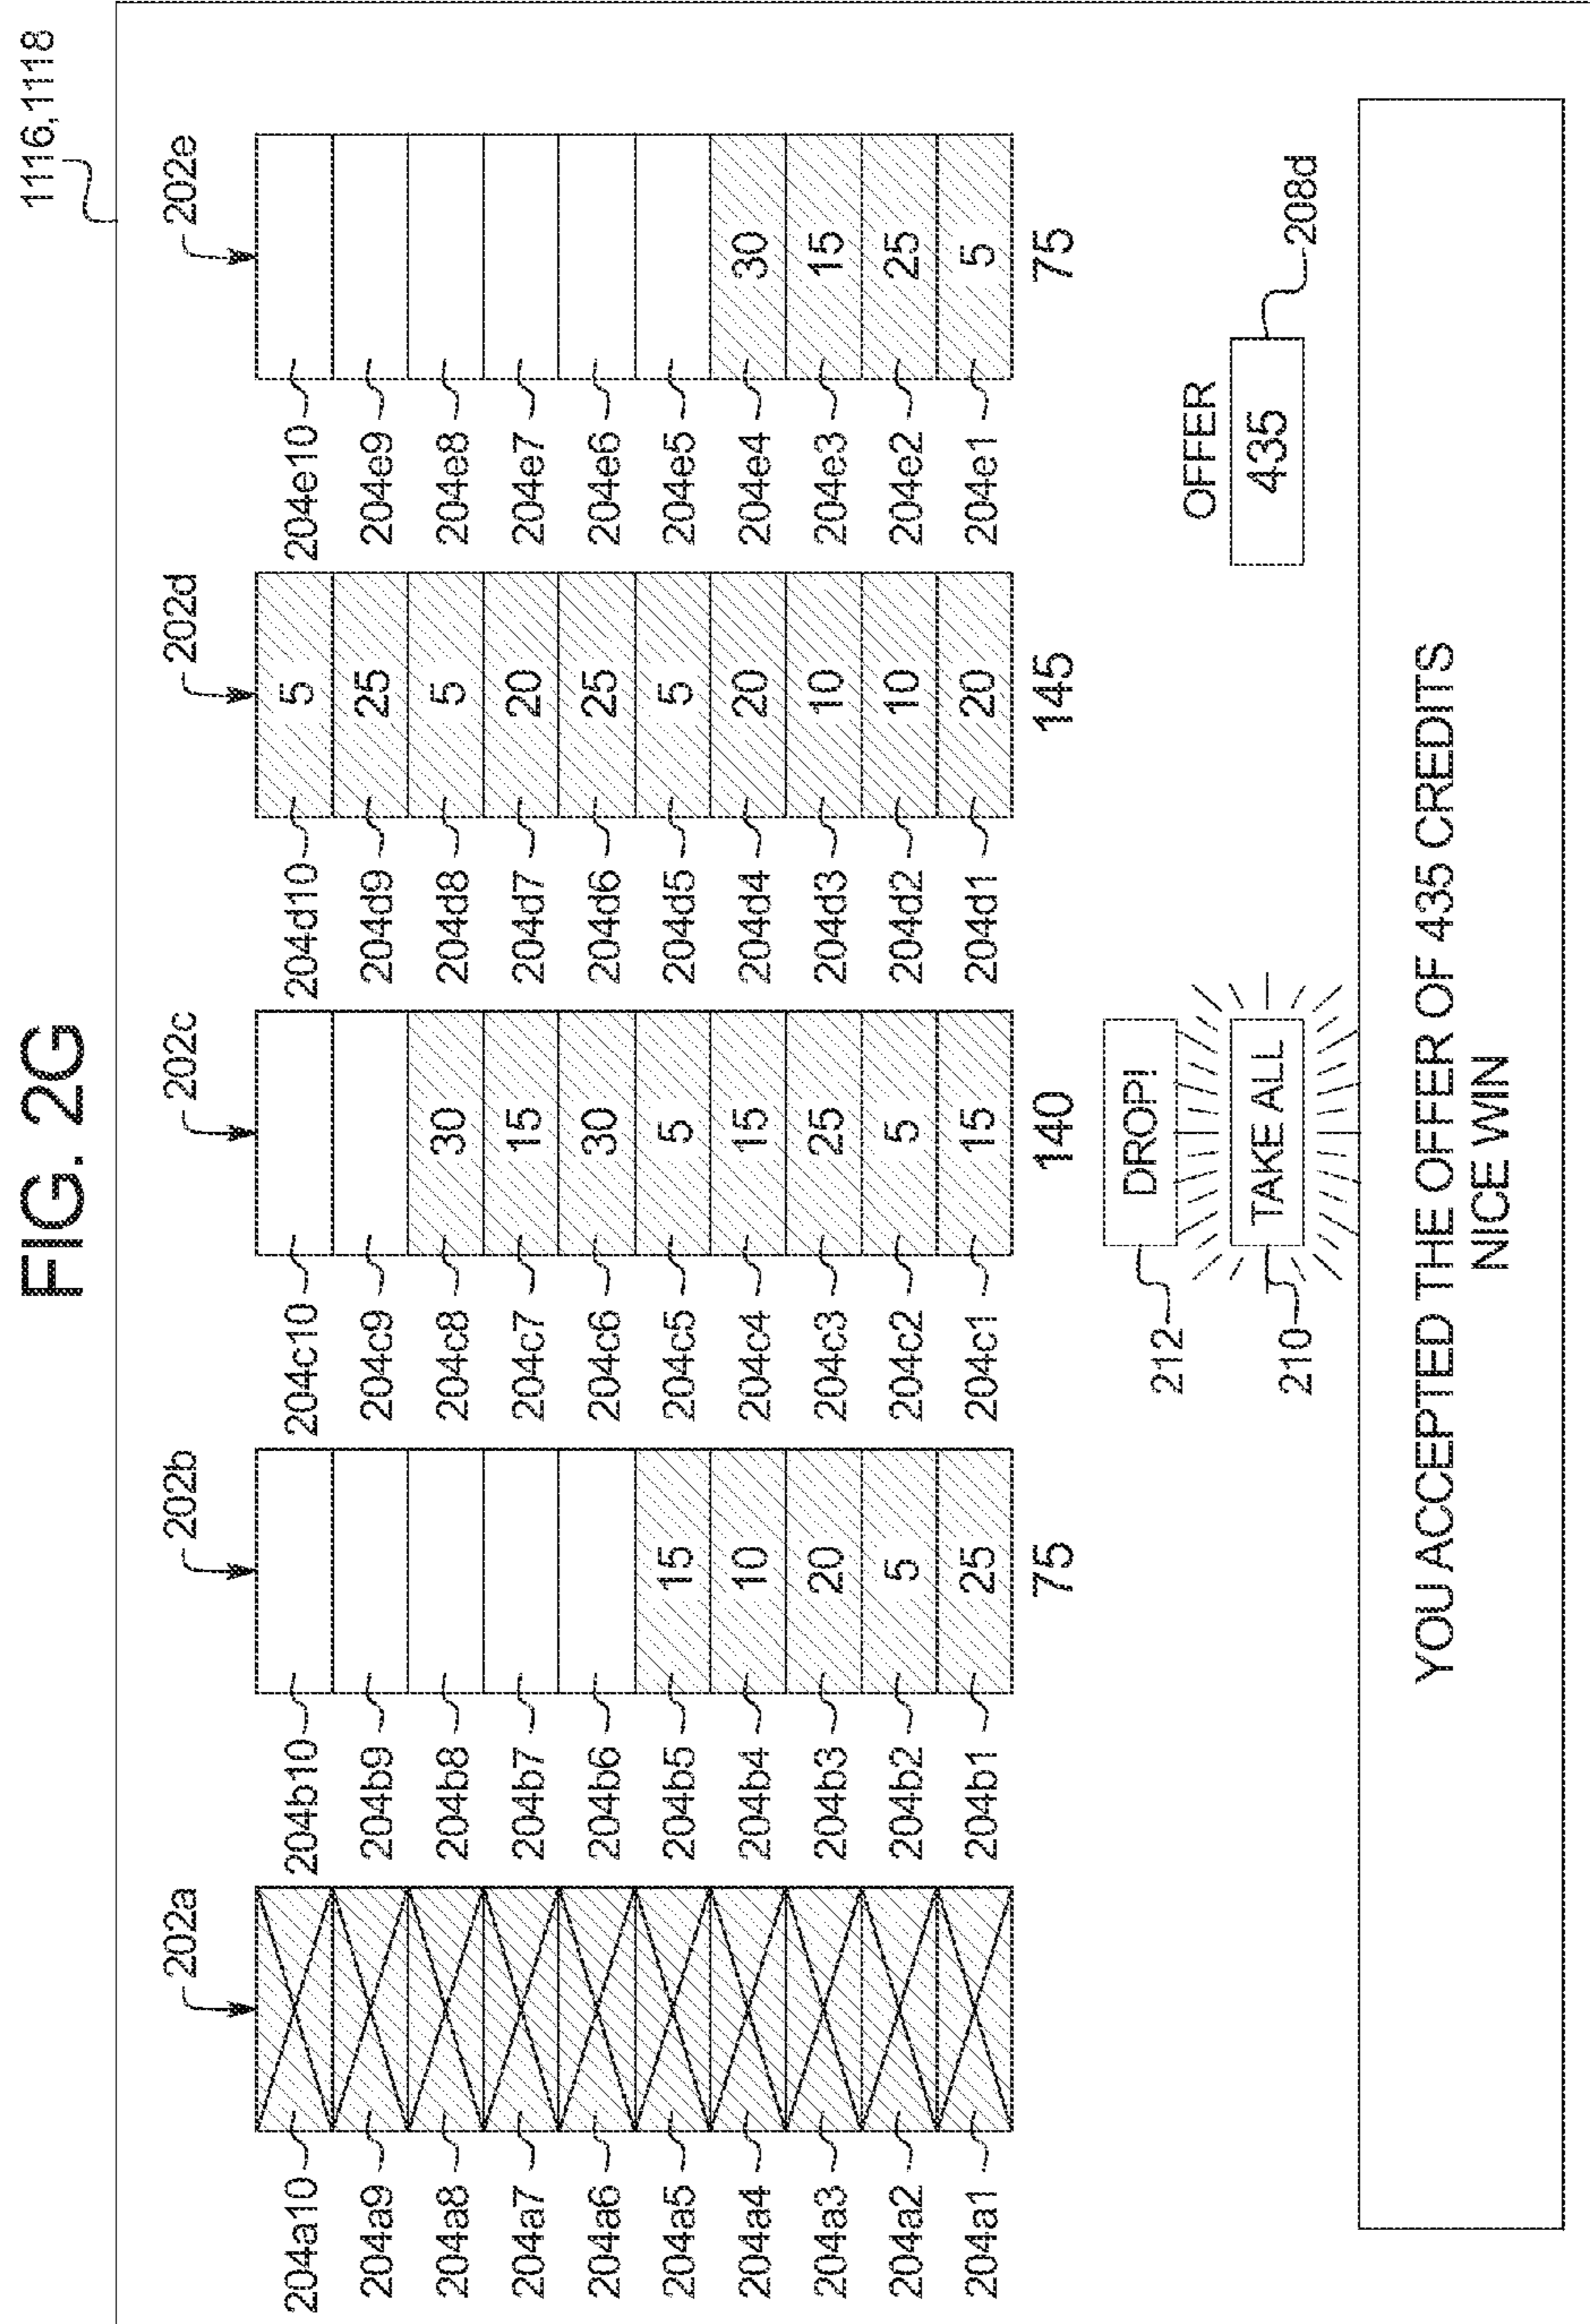 FIG. 2G
1116,1118
202a
202b
202c
202d
202e
204a10
204a9
204a8
204a7
204a6
204a5
204a4
204a3
204a2
204a1
204b10
204b9
204b8
204b7
204b6
204b5 15
204b4 10
204b3 20
204b2 5
204b1 25
75
204c10
204c9
204c8 30
204c7 15
204c6 30
204c5 5
204c4 15
204c3 25
204c2 5
204c1 15
140
204d10 5
204d9 25
204d8 5
204d7 20
204d6 25
204d5 5
204d4 20
204d3 10
204d2 10
204d1 20
145
204e10
204e9
204e8
204e7
204e6
204e5
204e4 30
204e3 15
204e2 25
204e1 5
75
212 DROP!
210 TAKE ALL
OFFER
435 208d
YOU ACCEPTED THE OFFER OF 435 CREDITS
NICE WIN